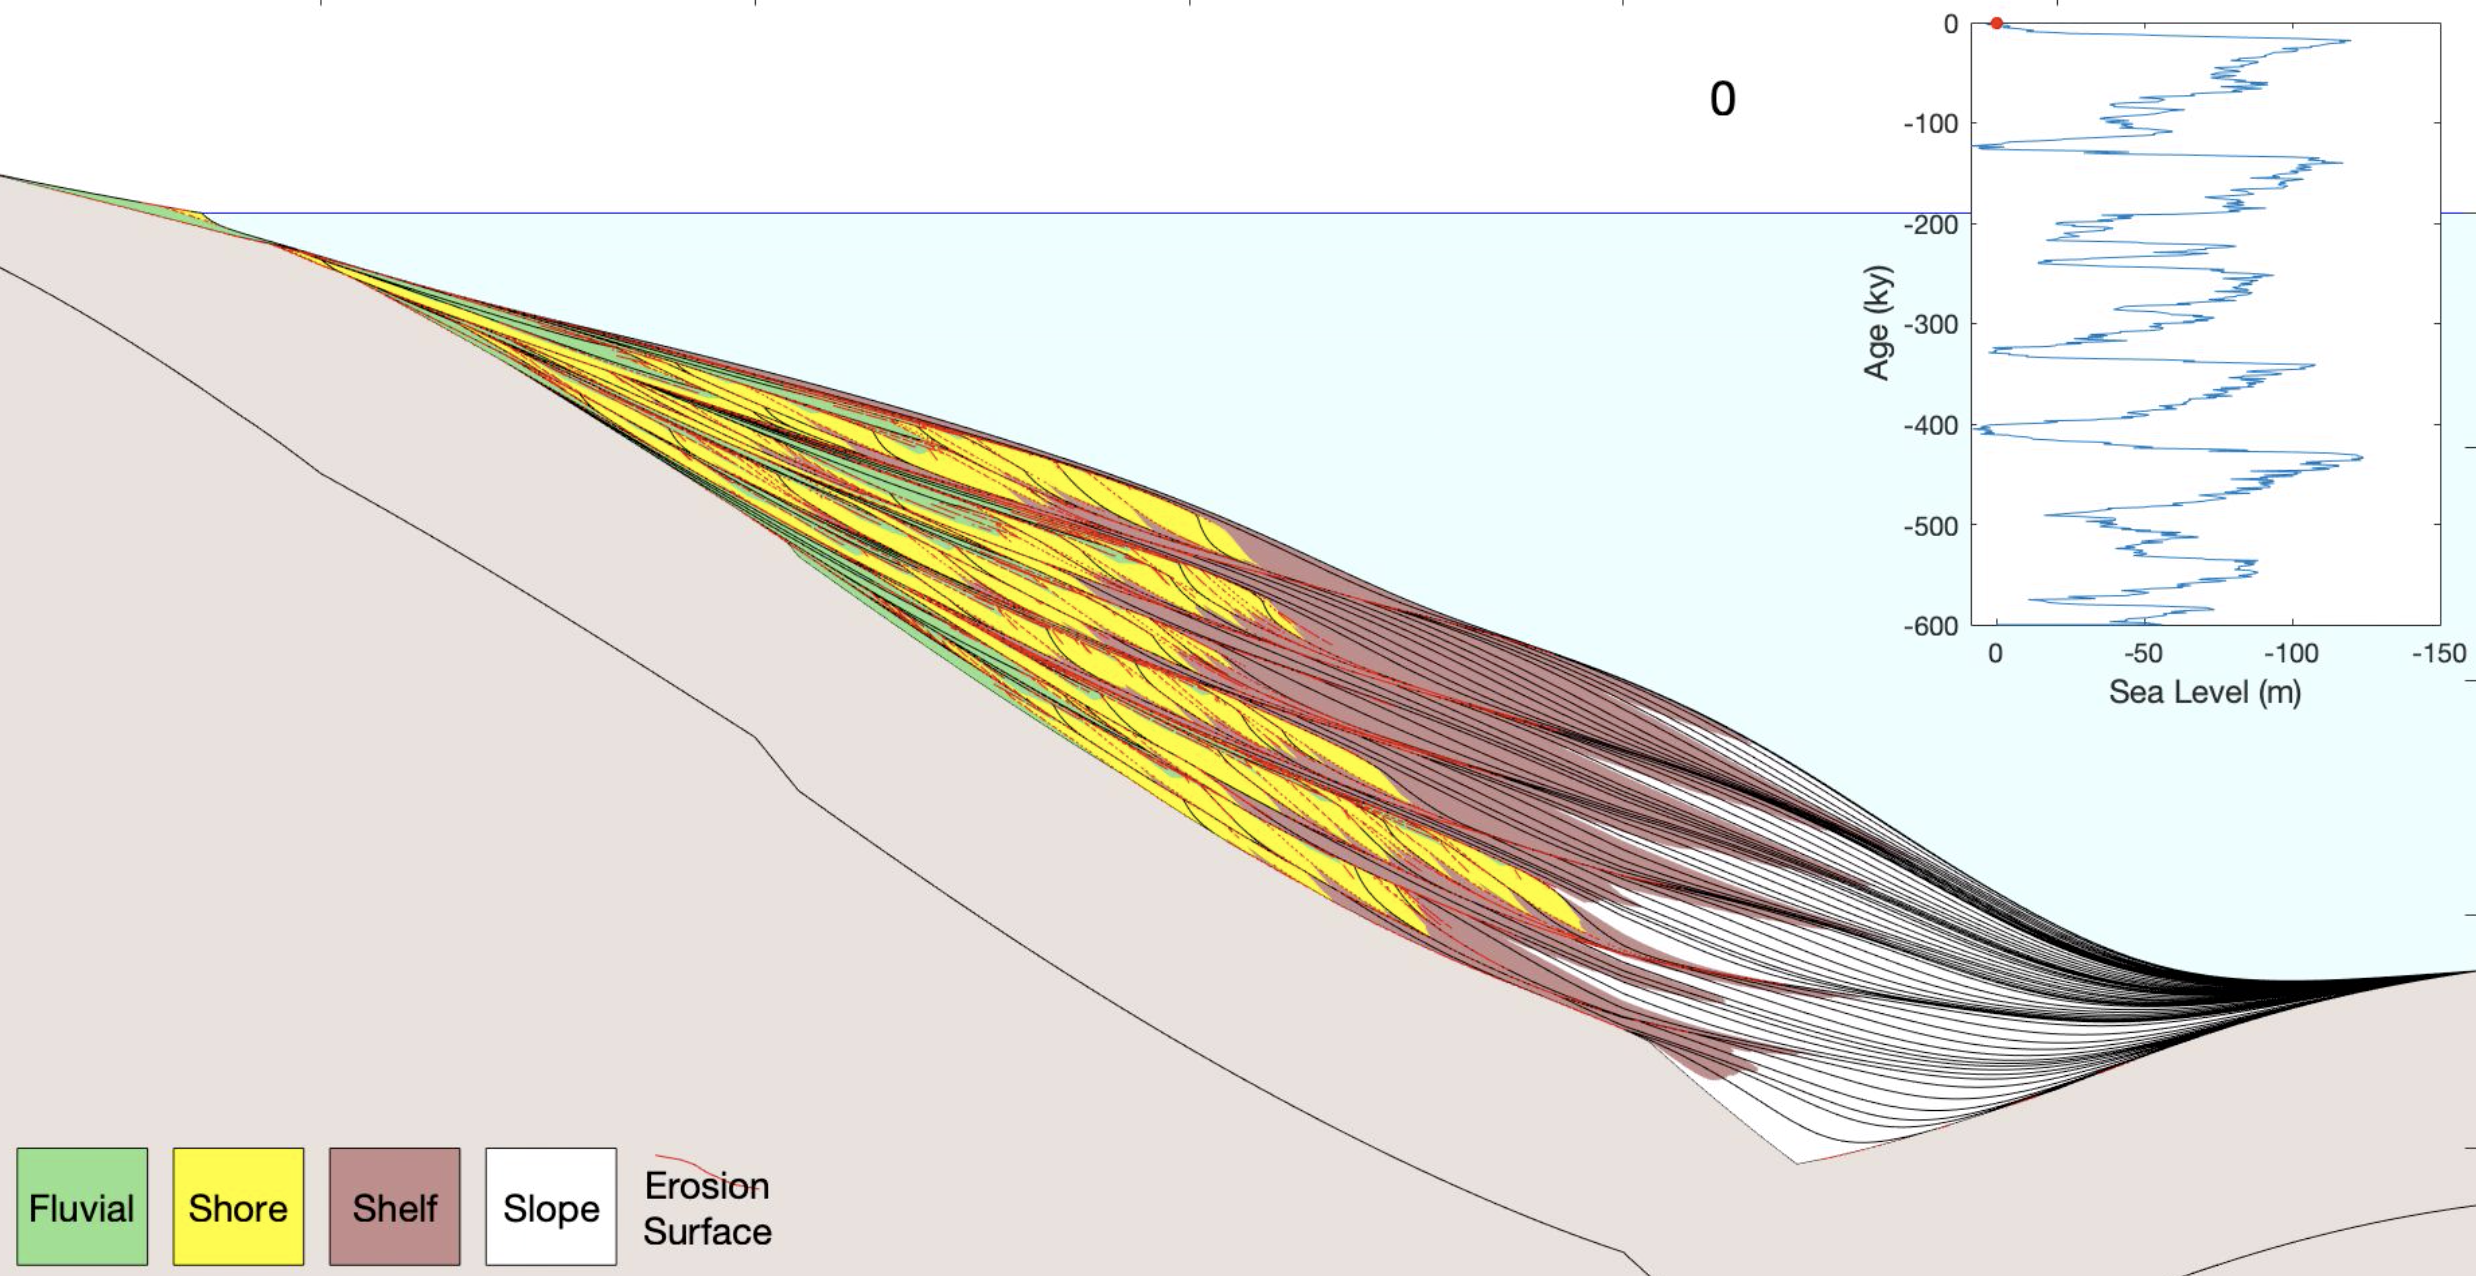 0
0
-100
-200
-300
-400
-500
-600
Age (ky)
0 -50 -100 -150
Sea Level (m)
Fluvial
Shore
Shelf
Slope
Erosion
Surface